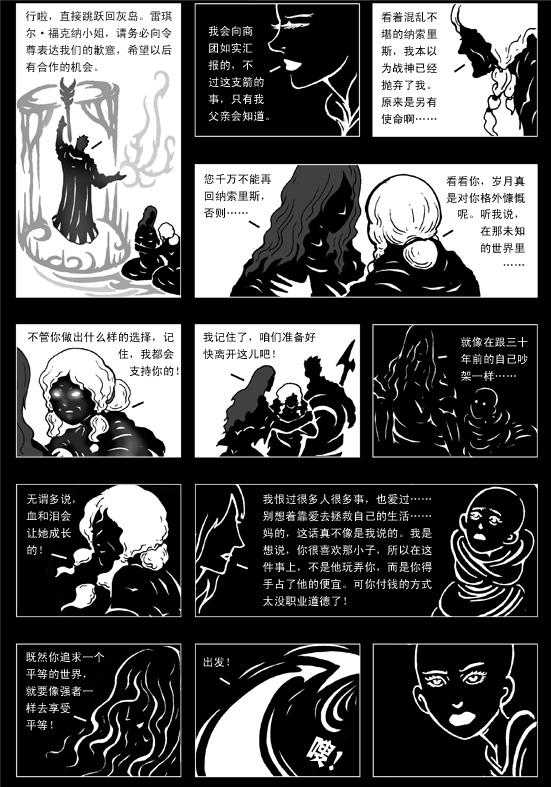 行啦，直接跳跃回灰岛。雷琪
尔·福克纳小姐，请务必向令
尊表达我们的歉意，希望以后
有合作的机会。
我会向商
团如实汇
报的，不
过这支箭的
事，只有我
父亲会知道。
看着混乱不
堪的纳索里
斯，我本以
为战神已经
抛弃了我。
原来是另有
使命啊……
您千万不能再
回纳索里斯，
否则……
看看你，岁月真
是对你格外慷慨
呢。听我说，
在那未知
的世界里
……
不管你做出什么样的选择，记
住，我都会
支持你的！
我记住了，咱们准备好
快离开这儿吧！
就像在跟三十
年前的自己吵
架一样……
无谓多说，
血和泪会
让她成长
的！
我恨过很多人很多事，也爱过……
别想着靠爱去拯救自己的生活……
妈的，这话真不像是我说的。我是
想说，你很喜欢那小子，所以在这
件事上，不是他玩弄你，而是你得
手占了他的便宜。可你付钱的方式
太没职业道德了！
既然你追求一个
平等的世界，
就要像强者一
样去享受
平等！
出发！
嗖！